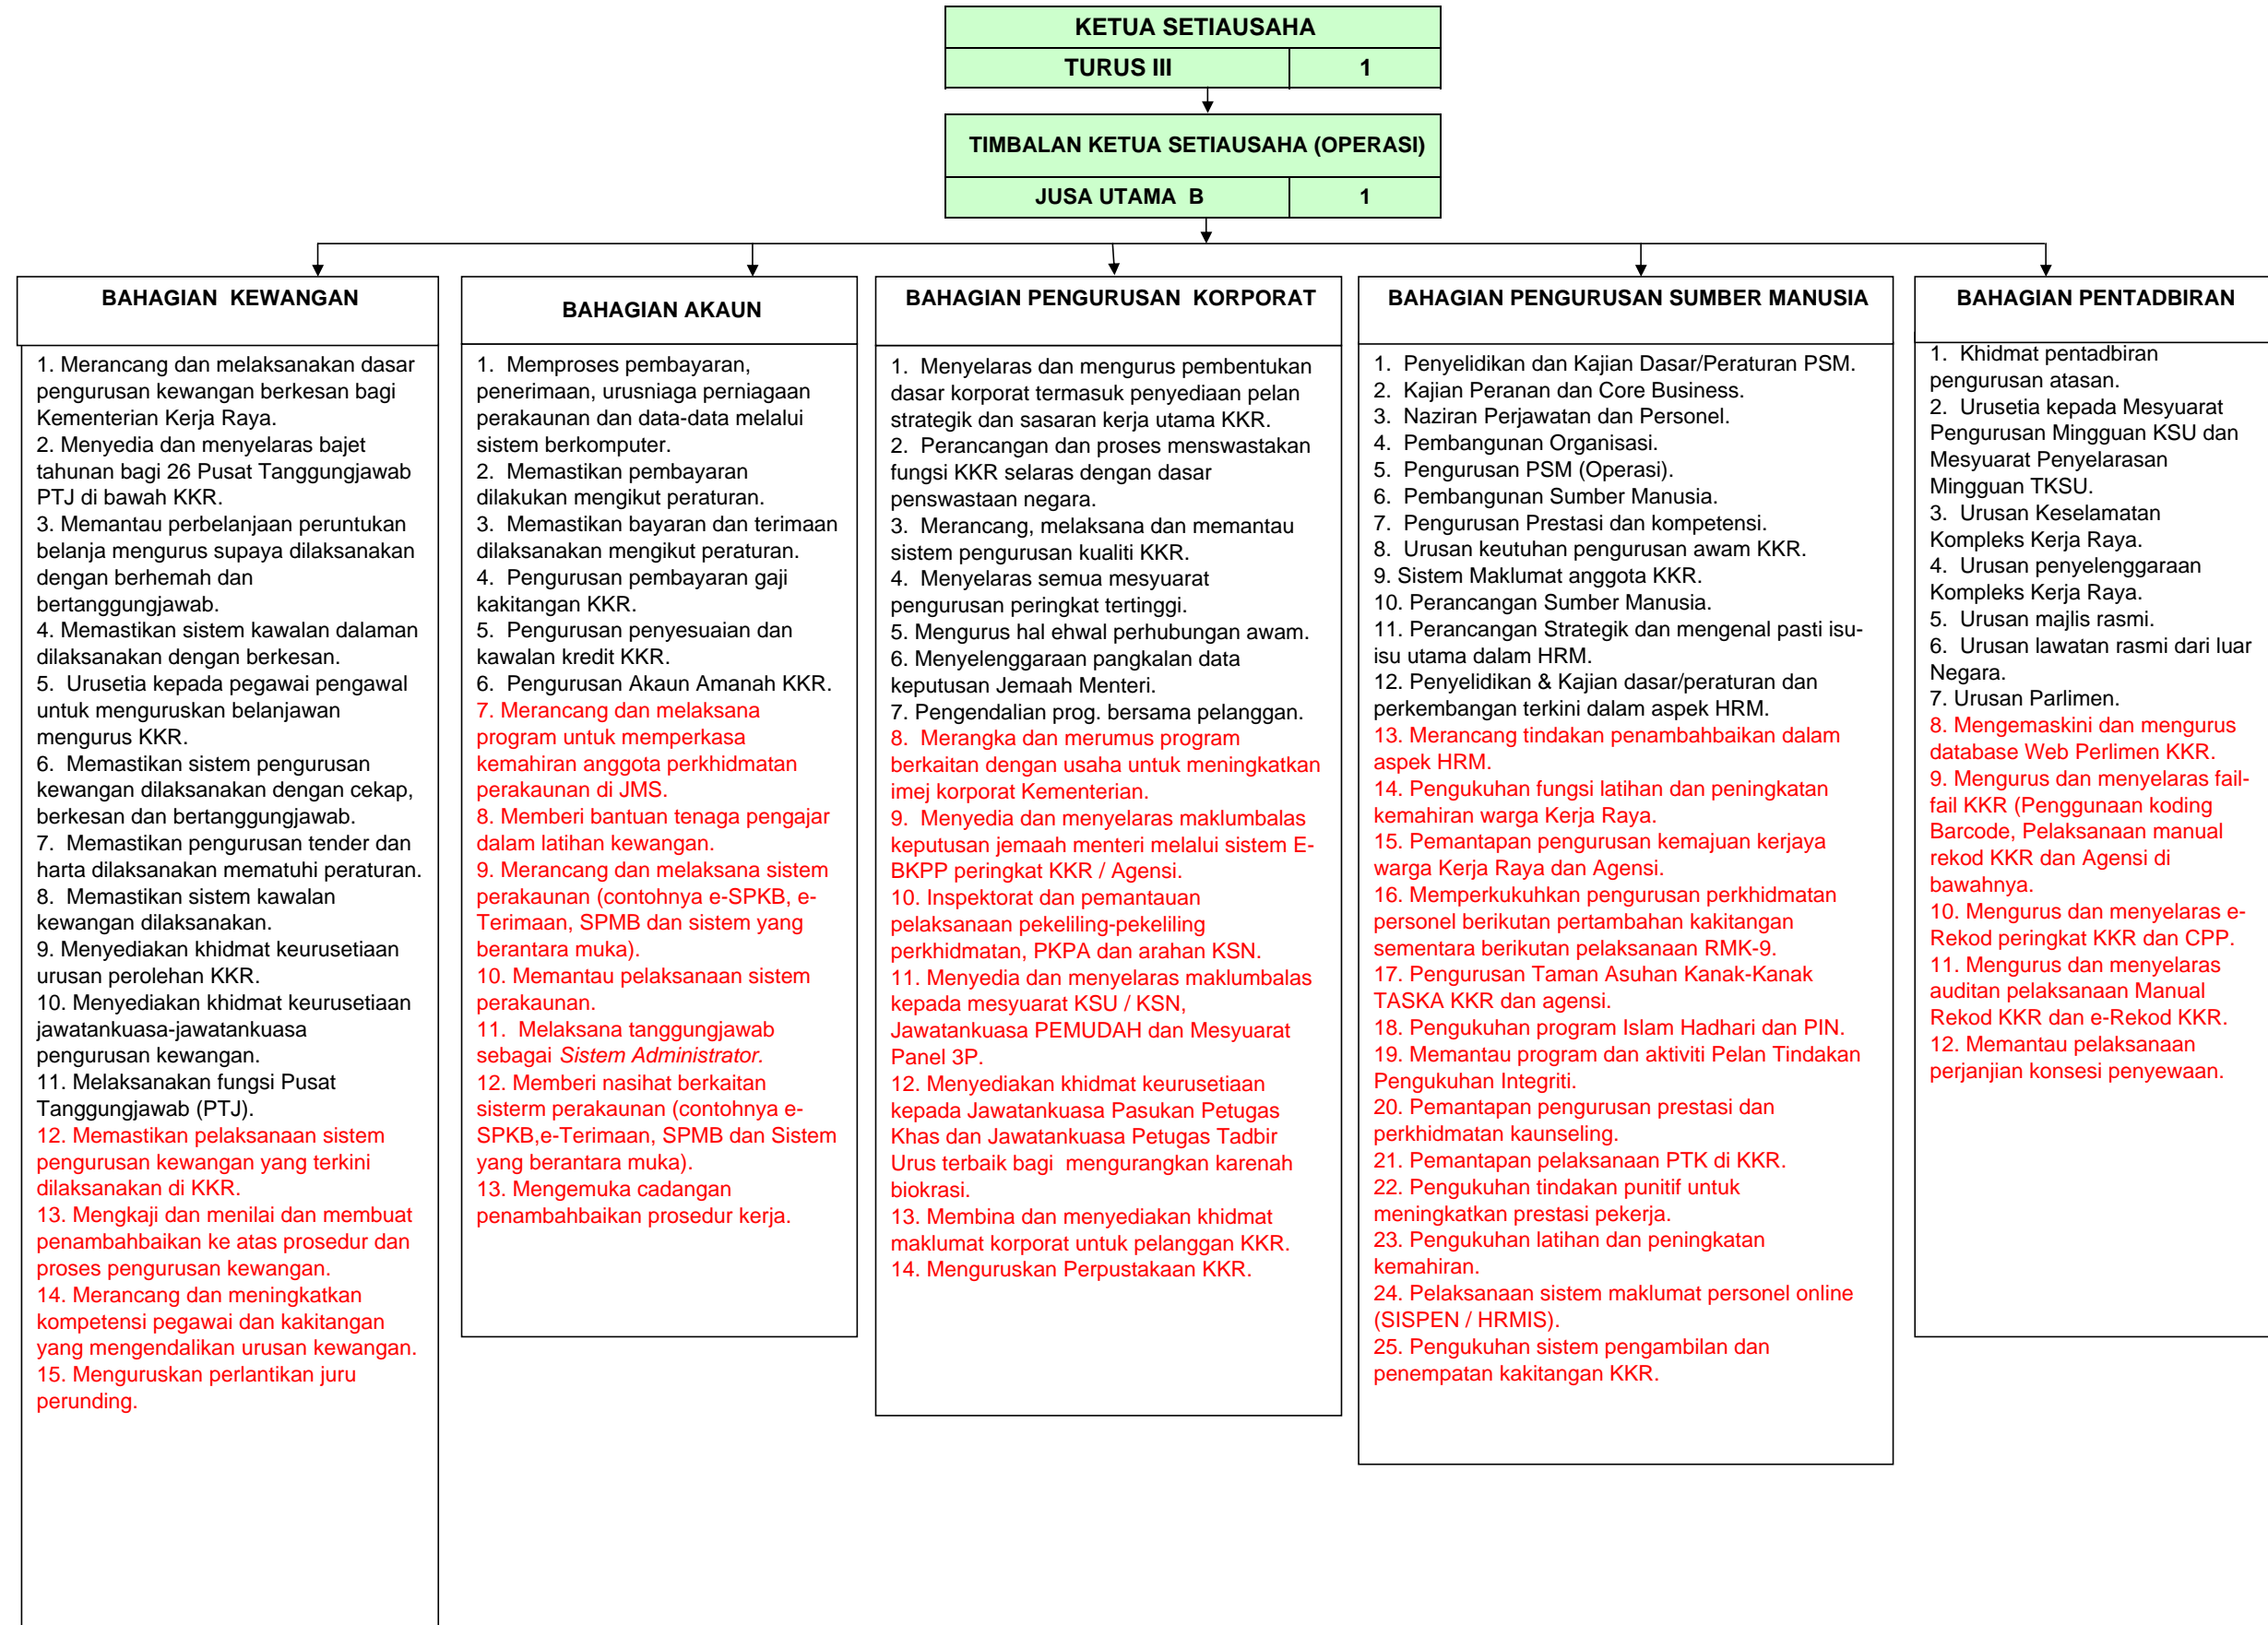 KETUA SETIAUSAHA
TURUS III 1
TIMBALAN KETUA SETIAUSAHA (OPERASI)
JUSA UTAMA B 1
BAHAGIAN KEWANGAN
1. Merancang dan melaksanakan dasar
pengurusan kewangan berkesan bagi
Kementerian Kerja Raya.
2. Menyedia dan menyelaras bajet
tahunan bagi 26 Pusat Tanggungjawab
PTJ di bawah KKR.
3. Memantau perbelanjaan peruntukan
belanja mengurus supaya dilaksanakan
dengan berhemah dan
bertanggungjawab.
4. Memastikan sistem kawalan dalaman
dilaksanakan dengan berkesan.
5. Urusetia kepada pegawai pengawal
untuk menguruskan belanjawan
mengurus KKR.
6. Memastikan sistem pengurusan
kewangan dilaksanakan dengan cekap,
berkesan dan bertanggungjawab.
7. Memastikan pengurusan tender dan
harta dilaksanakan mematuhi peraturan.
8. Memastikan sistem kawalan
kewangan dilaksanakan.
9. Menyediakan khidmat keurusetiaan
urusan perolehan KKR.
10. Menyediakan khidmat keurusetiaan
jawatankuasa-jawatankuasa
pengurusan kewangan.
11. Melaksanakan fungsi Pusat
Tanggungjawab (PTJ).
12. Memastikan pelaksanaan sistem
pengurusan kewangan yang terkini
dilaksanakan di KKR.
13. Mengkaji dan menilai dan membuat
penambahbaikan ke atas prosedur dan
proses pengurusan kewangan.
14. Merancang dan meningkatkan
kompetensi pegawai dan kakitangan
yang mengendalikan urusan kewangan.
15. Menguruskan perlantikan juru
perunding.
BAHAGIAN AKAUN
1. Memproses pembayaran,
penerimaan, urusniaga perniagaan
perakaunan dan data-data melalui
sistem berkomputer.
2. Memastikan pembayaran
dilakukan mengikut peraturan.
3. Memastikan bayaran dan terimaan
dilaksanakan mengikut peraturan.
4. Pengurusan pembayaran gaji
kakitangan KKR.
5. Pengurusan penyesuaian dan
kawalan kredit KKR.
6. Pengurusan Akaun Amanah KKR.
7. Merancang dan melaksana
program untuk memperkasa
kemahiran anggota perkhidmatan
perakaunan di JMS.
8. Memberi bantuan tenaga pengajar
dalam latihan kewangan.
9. Merancang dan melaksana sistem
perakaunan (contohnya e-SPKB, e-
Terimaan, SPMB dan sistem yang
berantara muka).
10. Memantau pelaksanaan sistem
perakaunan.
11. Melaksana tanggungjawab
sebagai Sistem Administrator.
12. Memberi nasihat berkaitan
sisterm perakaunan (contohnya e-
SPKB,e-Terimaan, SPMB dan Sistem
yang berantara muka).
13. Mengemuka cadangan
penambahbaikan prosedur kerja.
BAHAGIAN PENGURUSAN KORPORAT
1. Menyelaras dan mengurus pembentukan
dasar korporat termasuk penyediaan pelan
strategik dan sasaran kerja utama KKR.
2. Perancangan dan proses menswastakan
fungsi KKR selaras dengan dasar
penswastaan negara.
3. Merancang, melaksana dan memantau
sistem pengurusan kualiti KKR.
4. Menyelaras semua mesyuarat
pengurusan peringkat tertinggi.
5. Mengurus hal ehwal perhubungan awam.
6. Menyelenggaraan pangkalan data
keputusan Jemaah Menteri.
7. Pengendalian prog. bersama pelanggan.
8. Merangka dan merumus program
berkaitan dengan usaha untuk meningkatkan
imej korporat Kementerian.
9. Menyedia dan menyelaras maklumbalas
keputusan jemaah menteri melalui sistem E-
BKPP peringkat KKR / Agensi.
10. Inspektorat dan pemantauan
pelaksanaan pekeliling-pekeliling
perkhidmatan, PKPA dan arahan KSN.
11. Menyedia dan menyelaras maklumbalas
kepada mesyuarat KSU / KSN,
Jawatankuasa PEMUDAH dan Mesyuarat
Panel 3P.
12. Menyediakan khidmat keurusetiaan
kepada Jawatankuasa Pasukan Petugas
Khas dan Jawatankuasa Petugas Tadbir
Urus terbaik bagi mengurangkan karenah
biokrasi.
13. Membina dan menyediakan khidmat
maklumat korporat untuk pelanggan KKR.
14. Menguruskan Perpustakaan KKR.
BAHAGIAN PENGURUSAN SUMBER MANUSIA
1. Penyelidikan dan Kajian Dasar/Peraturan PSM.
2. Kajian Peranan dan Core Business.
3. Naziran Perjawatan dan Personel.
4. Pembangunan Organisasi.
5. Pengurusan PSM (Operasi).
6. Pembangunan Sumber Manusia.
7. Pengurusan Prestasi dan kompetensi.
8. Urusan keutuhan pengurusan awam KKR.
9. Sistem Maklumat anggota KKR.
10. Perancangan Sumber Manusia.
11. Perancangan Strategik dan mengenal pasti isu-
isu utama dalam HRM.
12. Penyelidikan & Kajian dasar/peraturan dan
perkembangan terkini dalam aspek HRM.
13. Merancang tindakan penambahbaikan dalam
aspek HRM.
14. Pengukuhan fungsi latihan dan peningkatan
kemahiran warga Kerja Raya.
15. Pemantapan pengurusan kemajuan kerjaya
warga Kerja Raya dan Agensi.
16. Memperkukuhkan pengurusan perkhidmatan
personel berikutan pertambahan kakitangan
sementara berikutan pelaksanaan RMK-9.
17. Pengurusan Taman Asuhan Kanak-Kanak
TASKA KKR dan agensi.
18. Pengukuhan program Islam Hadhari dan PIN.
19. Memantau program dan aktiviti Pelan Tindakan
Pengukuhan Integriti.
20. Pemantapan pengurusan prestasi dan
perkhidmatan kaunseling.
21. Pemantapan pelaksanaan PTK di KKR.
22. Pengukuhan tindakan punitif untuk
meningkatkan prestasi pekerja.
23. Pengukuhan latihan dan peningkatan
kemahiran.
24. Pelaksanaan sistem maklumat personel online
(SISPEN / HRMIS).
25. Pengukuhan sistem pengambilan dan
penempatan kakitangan KKR.
BAHAGIAN PENTADBIRAN
1. Khidmat pentadbiran
pengurusan atasan.
2. Urusetia kepada Mesyuarat
Pengurusan Mingguan KSU dan
Mesyuarat Penyelarasan
Mingguan TKSU.
3. Urusan Keselamatan
Kompleks Kerja Raya.
4. Urusan penyelenggaraan
Kompleks Kerja Raya.
5. Urusan majlis rasmi.
6. Urusan lawatan rasmi dari luar
Negara.
7. Urusan Parlimen.
8. Mengemaskini dan mengurus
database Web Perlimen KKR.
9. Mengurus dan menyelaras fail-
fail KKR (Penggunaan koding
Barcode, Pelaksanaan manual
rekod KKR dan Agensi di
bawahnya.
10. Mengurus dan menyelaras e-
Rekod peringkat KKR dan CPP.
11. Mengurus dan menyelaras
auditan pelaksanaan Manual
Rekod KKR dan e-Rekod KKR.
12. Memantau pelaksanaan
perjanjian konsesi penyewaan.